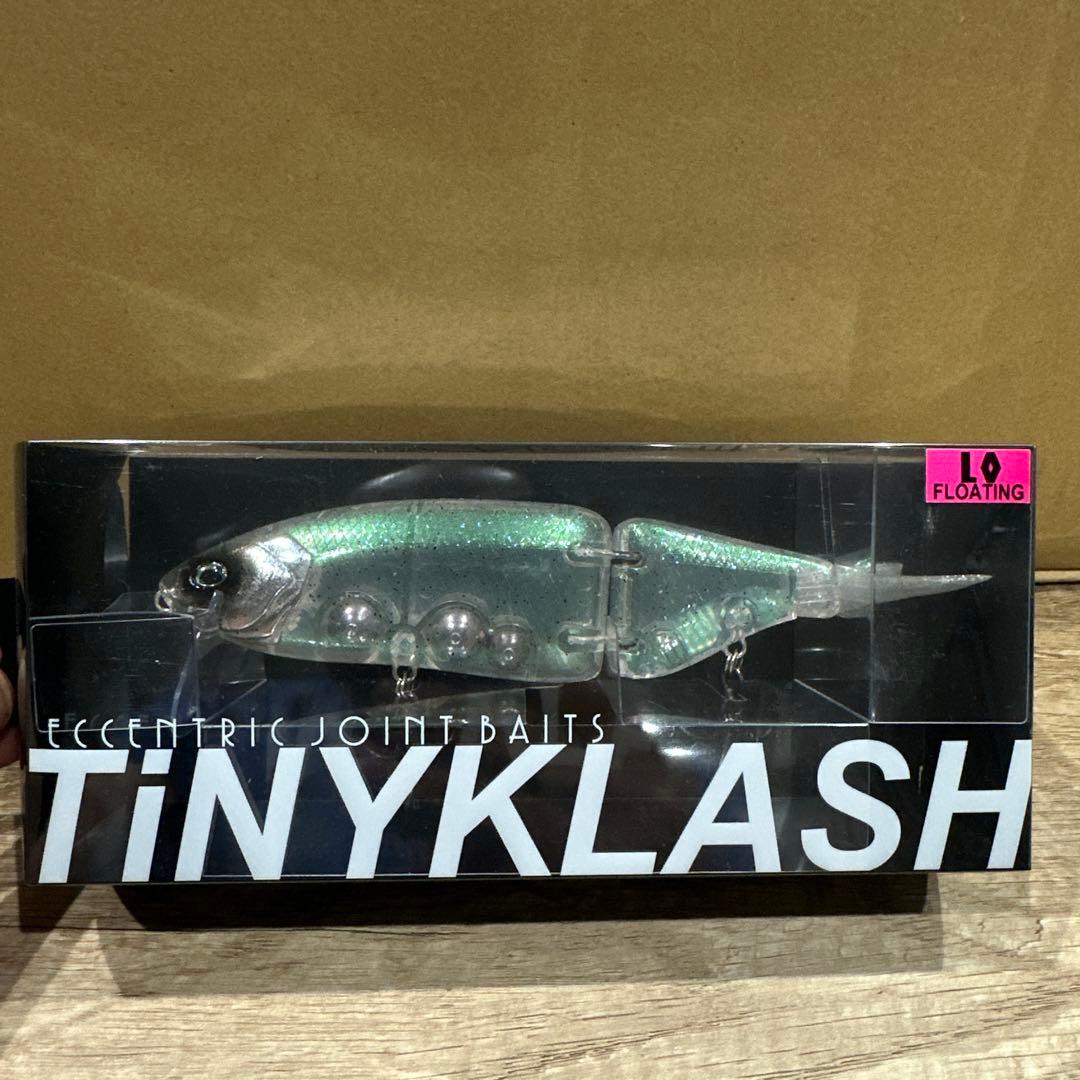 LO
FLOATING
ECCENTRIC JOINT BAITS
TiNYKLASH